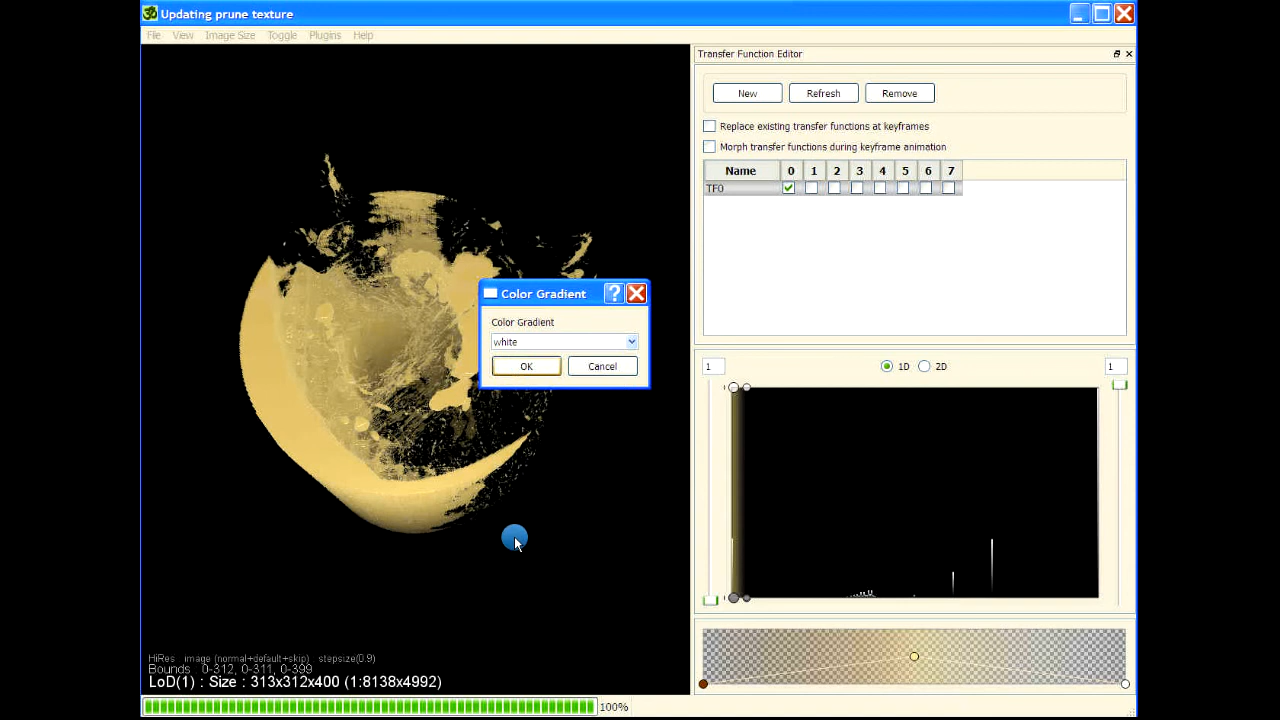 Updating prune texture
File View Image Size Toggle Plugins Help
Transfer Function Editor
New Refresh Remove
Replace existing transfer functions at keyframes
Morph transfer functions during keyframe animation
Name 0 1 2 3 4 5 6 7
TF0
Color Gradient
Color Gradient
white
OK Cancel
1 1D 2D 1
HiRes image (normal+default+skip) stepsize(0.9)
Bounds 0-312, 0-311, 0-399
LoD(1) : Size : 313x312x400 (1:8138x4992)
100%